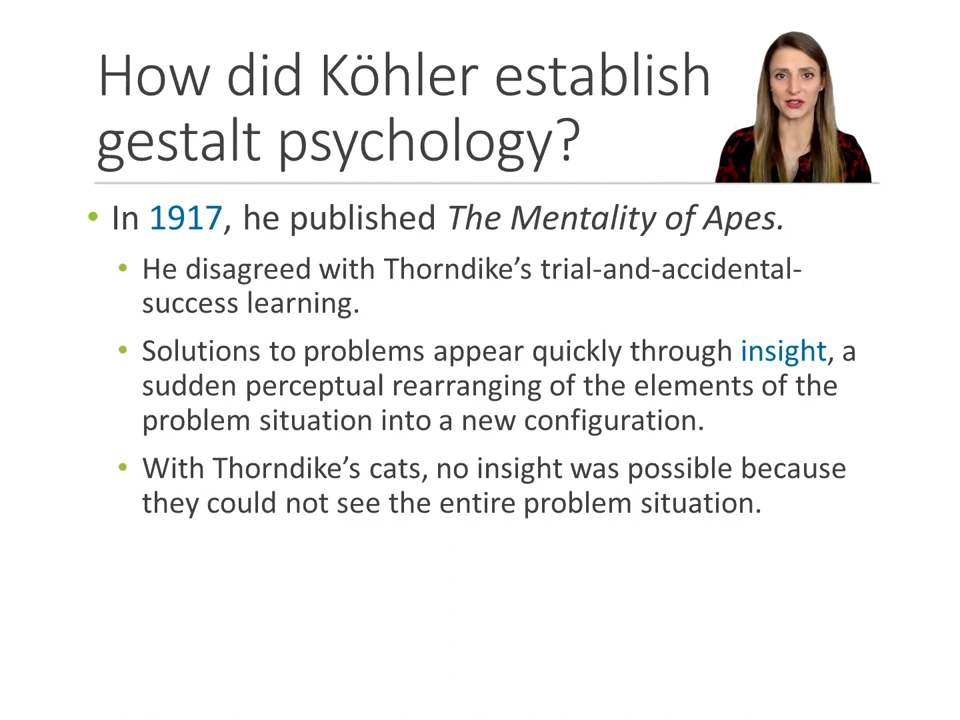 How did Köhler establish
gestalt psychology?
• In 1917, he published The Mentality of Apes.
• He disagreed with Thorndike’s trial-and-accidental-
success learning.
• Solutions to problems appear quickly through insight, a
sudden perceptual rearranging of the elements of the
problem situation into a new configuration.
• With Thorndike’s cats, no insight was possible because
they could not see the entire problem situation.